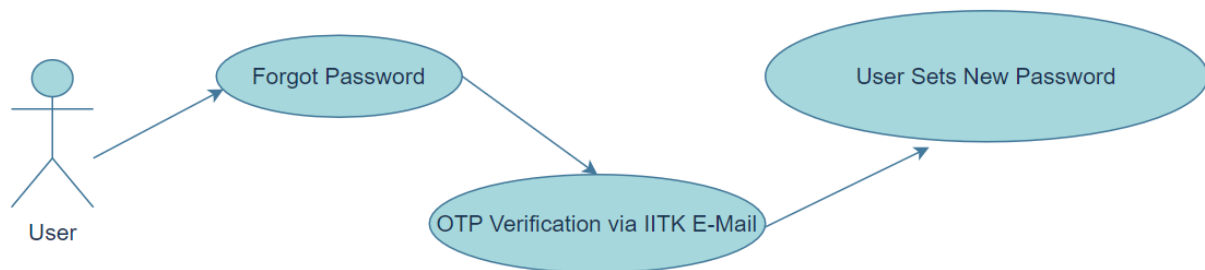 Forgot Password
User Sets New Password
OTP Verification via IITK E-Mail
User